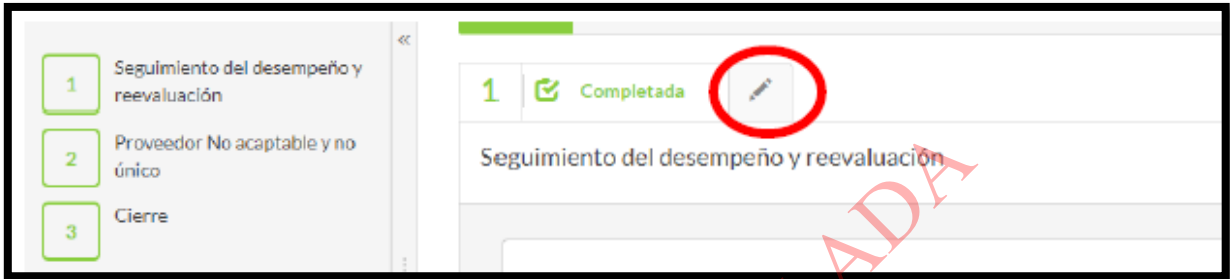 1
Seguimiento del desempeño y
reevaluación
2
Proveedor No acaptable y no
único
3
Cierre
«
1 Completada
Seguimiento del desempeño y reevaluación
ADA